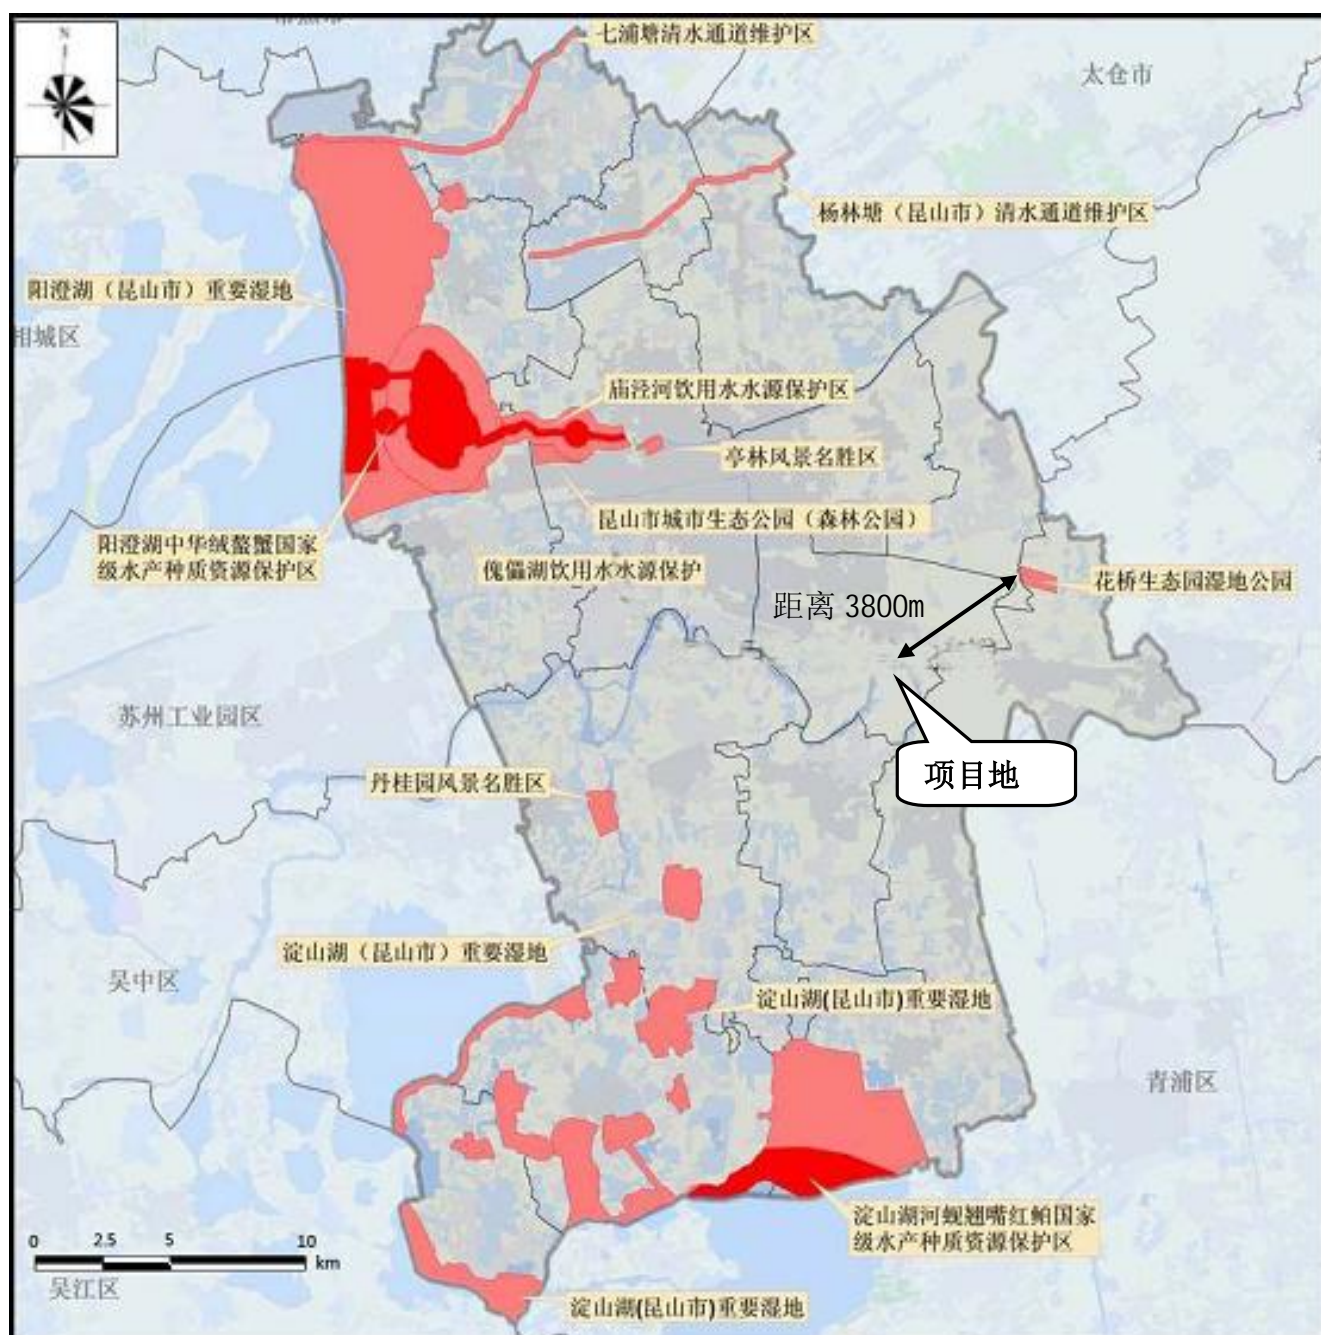 N
七浦塘清水通道维护区
太仓市
杨林塘（昆山市）清水通道维护区
阳澄湖（昆山市）重要湿地
相城区
庙泾河饮用水水源保护区
亭林风景名胜区
昆山市城市生态公园（森林公园）
阳澄湖中华绒螯蟹国家
级水产种质资源保护区
傀儡湖饮用水水源保护
花桥生态园湿地公园
距离 3800m
苏州工业园区
项目地
丹桂园风景名胜区
淀山湖（昆山市）重要湿地
吴中区
淀山湖(昆山市)重要湿地
青浦区
淀山湖河蚬翘嘴红鲌国家
级水产种质资源保护区
0 2.5 5 10
km
吴江区
淀山湖(昆山市)重要湿地